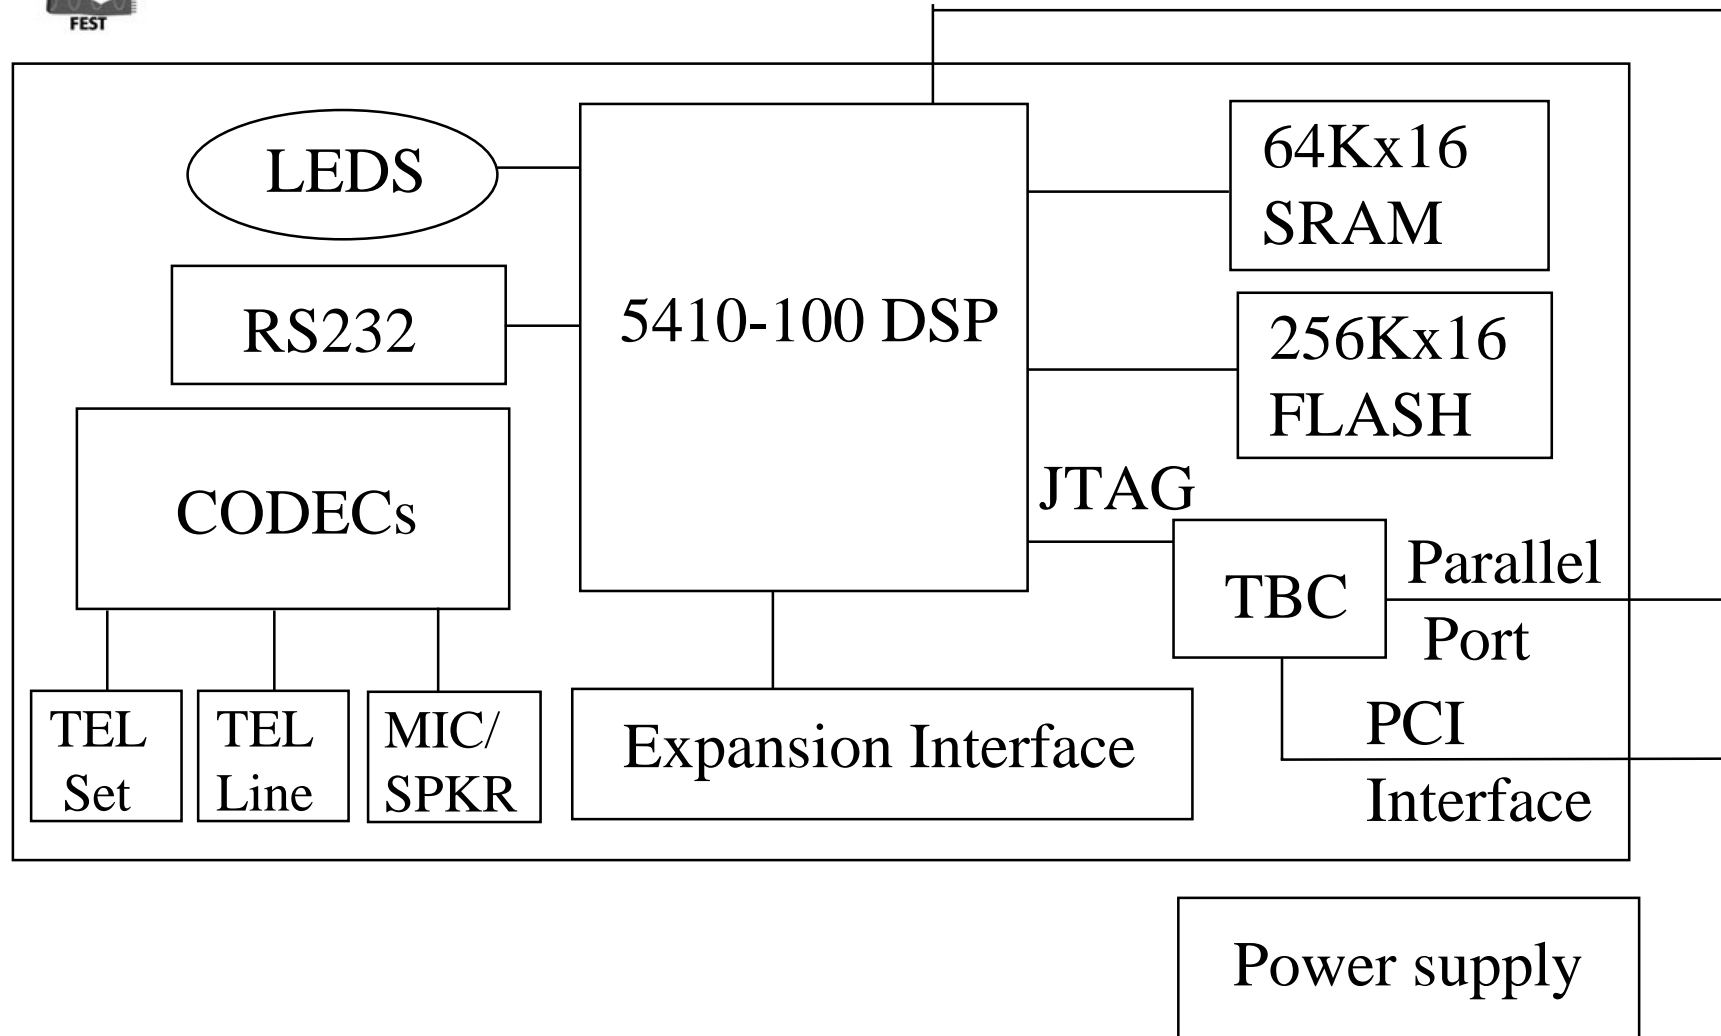 FEST
LEDS
64Kx16
SRAM
RS232
5410-100 DSP
256Kx16
FLASH
CODECs
JTAG
TBC
Parallel
Port
TEL
Set
TEL
Line
MIC/
SPKR
Expansion Interface
PCI
Interface
Power supply